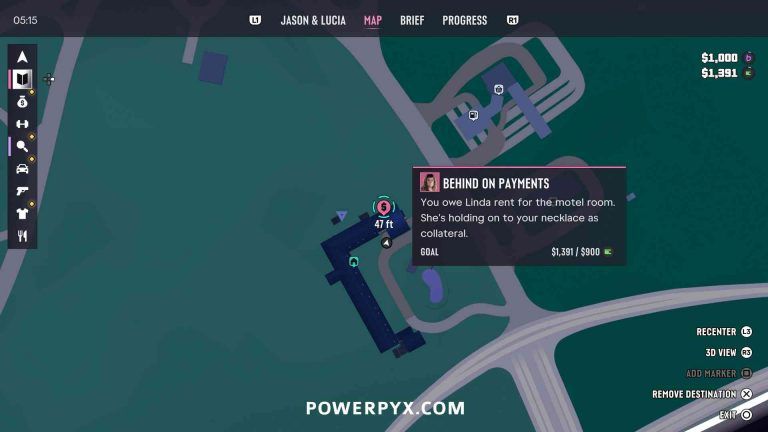 05:15
L1 JASON & LUCIA MAP BRIEF PROGRESS R1
$1,000
$1,391
BEHIND ON PAYMENTS
You owe Linda rent for the motel room.
She's holding on to your necklace as
collateral.
GOAL $1,391 / $900
$
47 ft
RECENTER L3
3D VIEW R3
ADD MARKER
REMOVE DESTINATION
EXIT
POWERPYX.COM